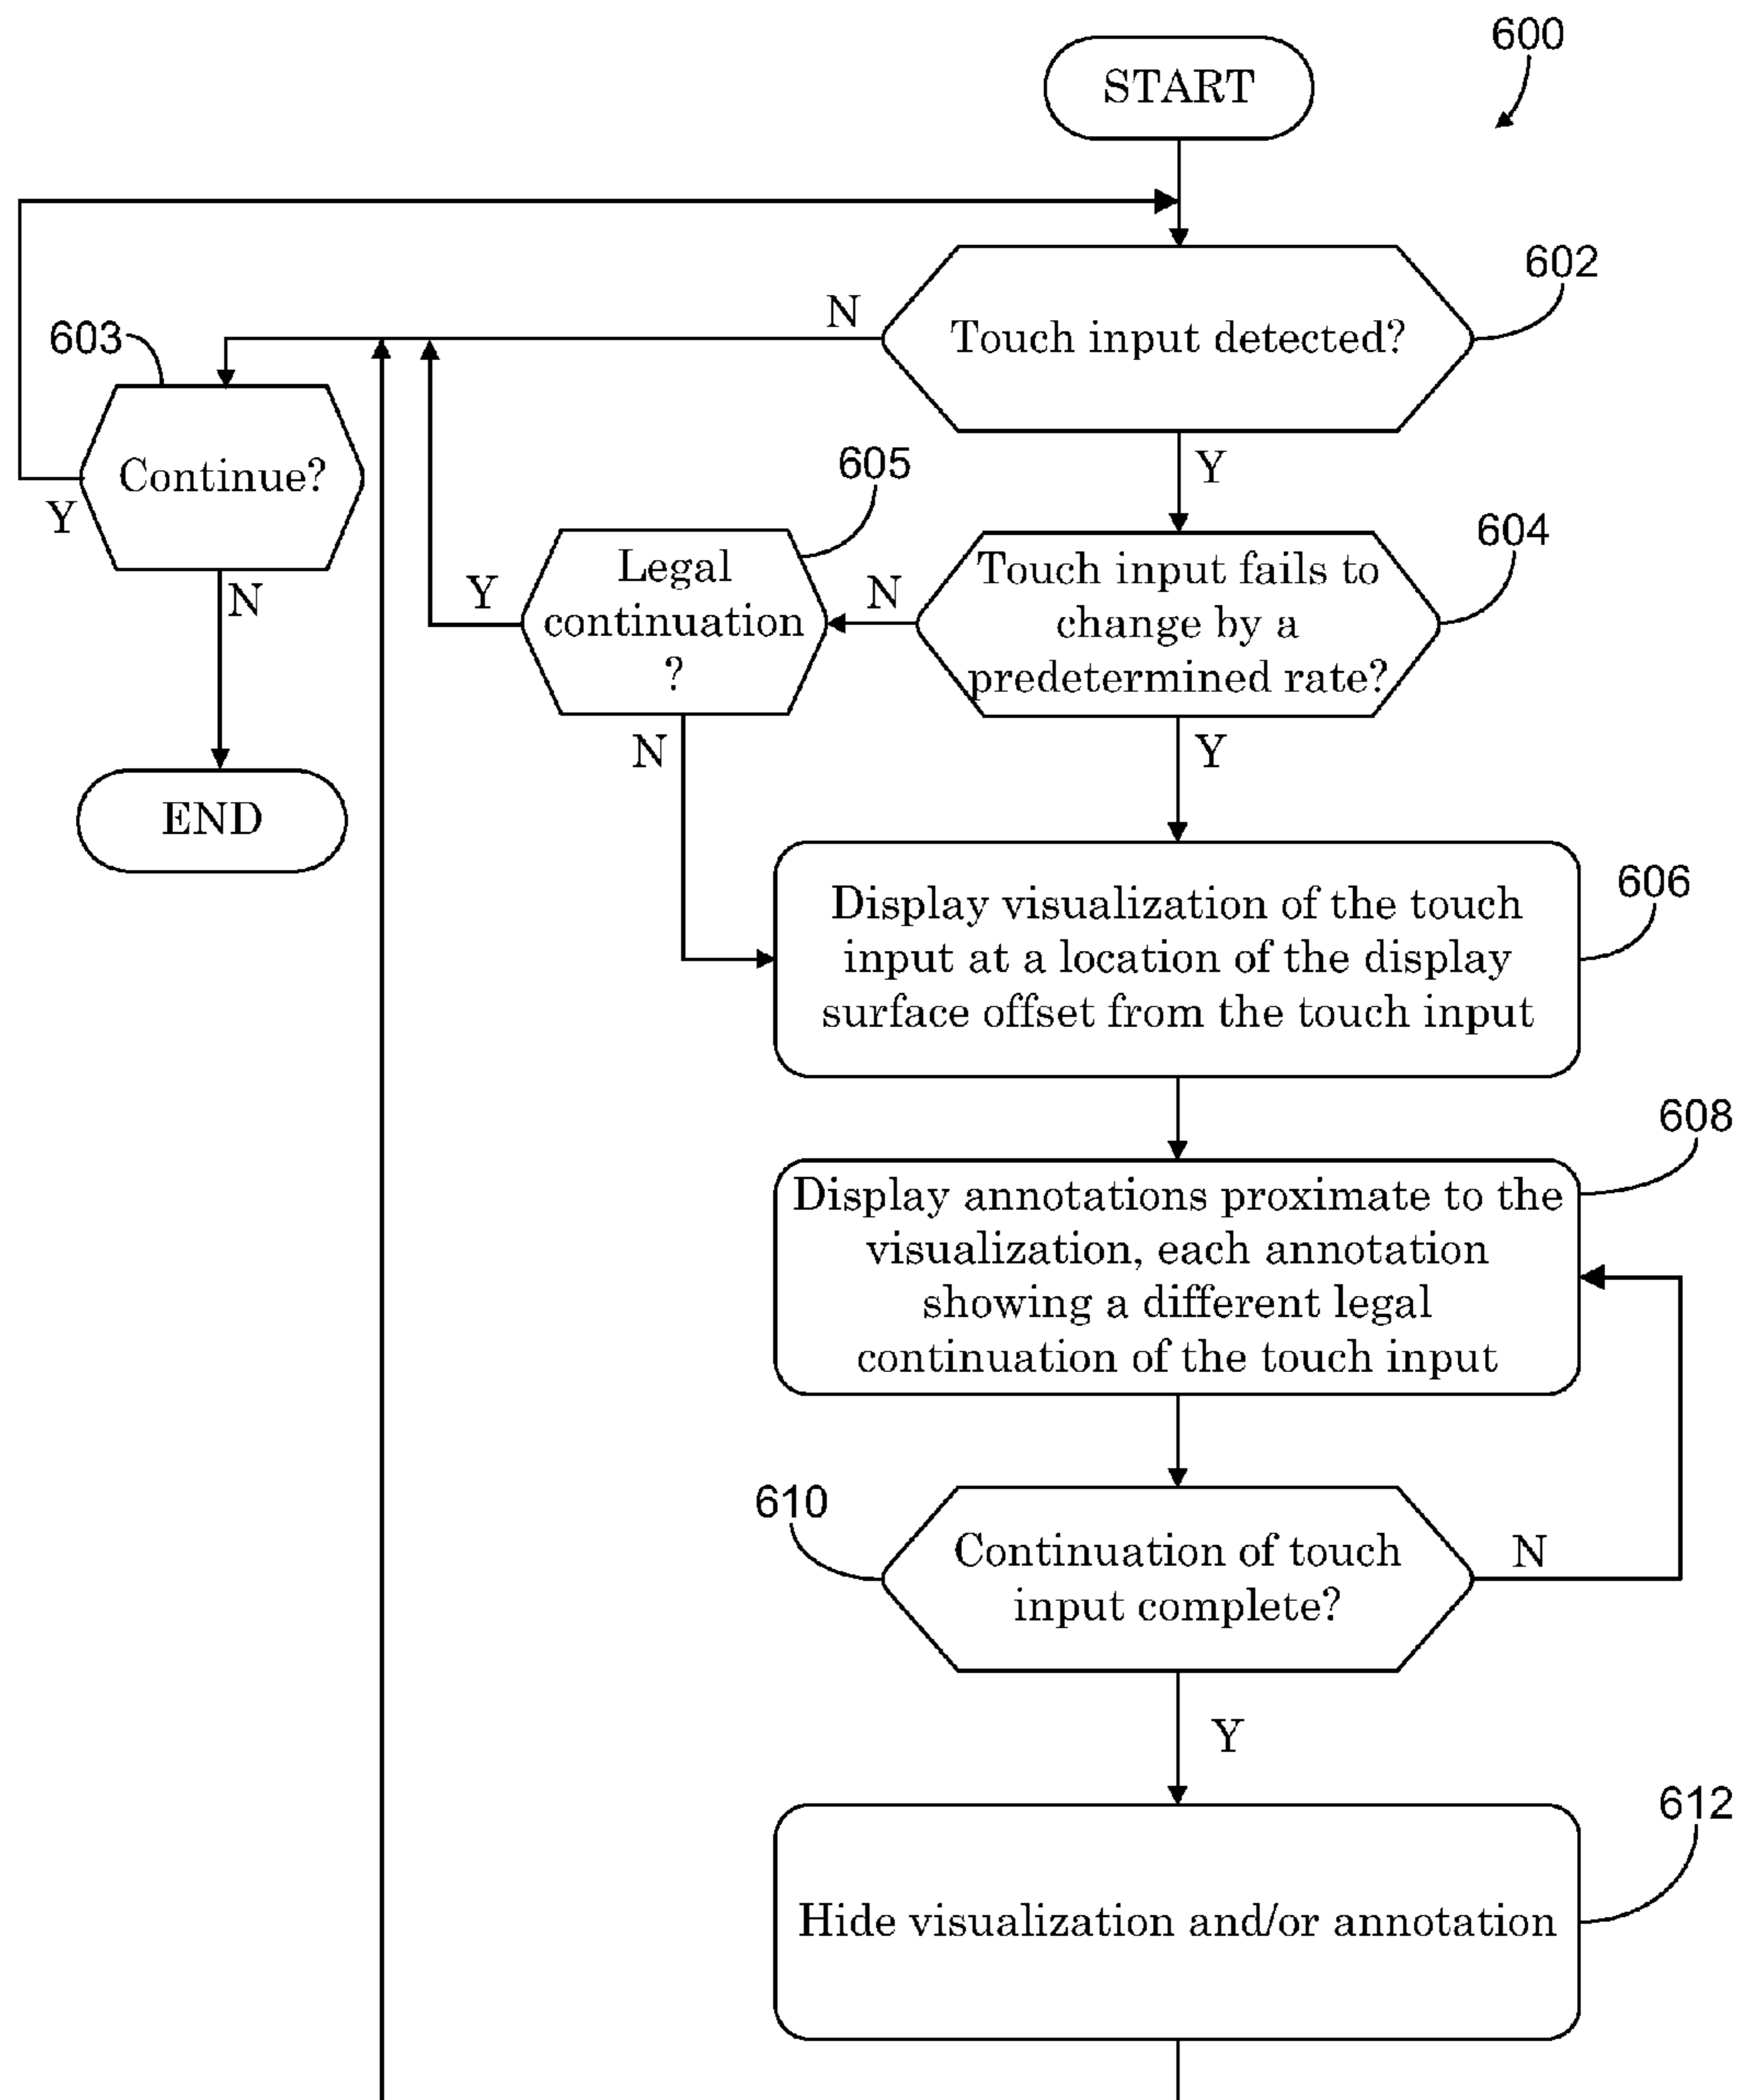 600
START
602
N
Touch input detected?
603
Continue?
Y
Y
605
604
Legal
continuation
?
Y
N
Touch input fails to
change by a
predetermined rate?
N
END
N
Y
606
Display visualization of the touch
input at a location of the display
surface offset from the touch input
608
Display annotations proximate to the
visualization, each annotation
showing a different legal
continuation of the touch input
610
Continuation of touch
input complete?
N
Y
612
Hide visualization and/or annotation